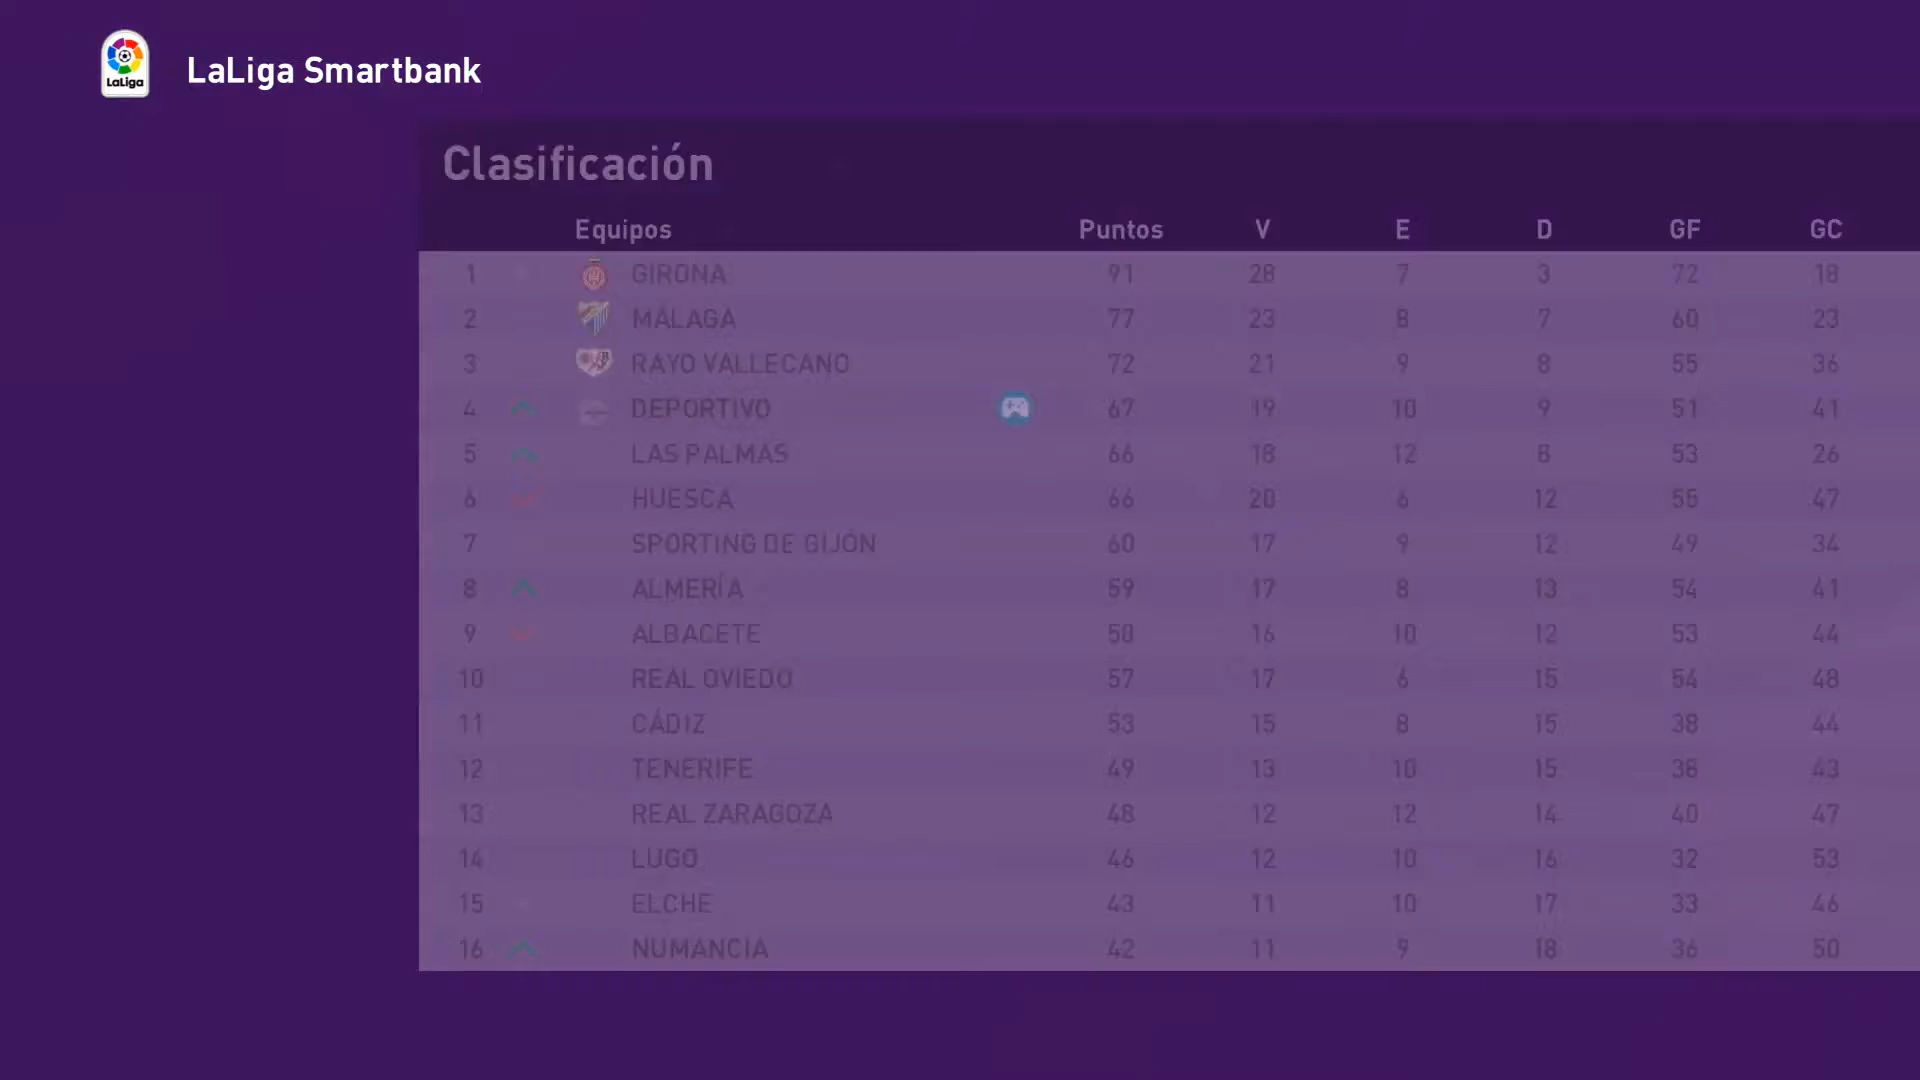 LaLiga
LaLiga Smartbank
Clasificación
Equipos Puntos V E D GF GC
1 GIRONA 91 28 7 3 72 18
2 MÁLAGA 77 23 8 7 60 23
3 RAYO VALLECANO 72 21 9 8 55 36
4 DEPORTIVO 67 19 10 9 51 41
5 LAS PALMAS 66 18 12 8 53 26
6 HUESCA 66 20 6 12 55 47
7 SPORTING DE GIJÓN 60 17 9 12 49 34
8 ALMERÍA 59 17 8 13 54 41
9 ALBACETE 58 16 10 12 53 44
10 REAL OVIEDO 57 17 6 15 54 48
11 CÁDIZ 53 15 8 15 38 44
12 TENERIFE 49 13 10 15 38 43
13 REAL ZARAGOZA 48 12 12 14 40 47
14 LUGO 46 12 10 16 32 53
15 ELCHE 43 11 10 17 33 46
16 NUMANCIA 42 11 9 18 36 50